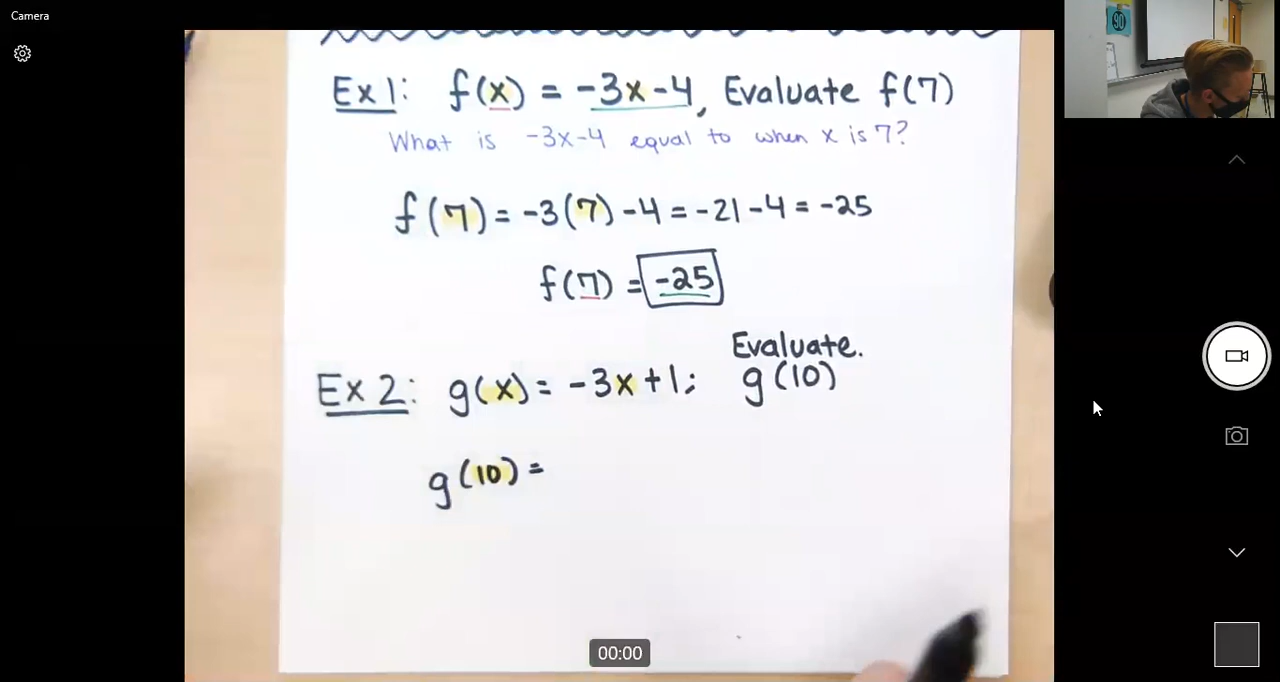 Camera
90
Ex 1: f(x) = -3x-4, Evaluate f(7)
What is -3x-4 equal to when x is 7?
f(7) = -3(7)-4 = -21-4 = -25
f(7) = -25
Evaluate.
Ex 2: g(x) = -3x+1; g(10)
g(10) =
00:00